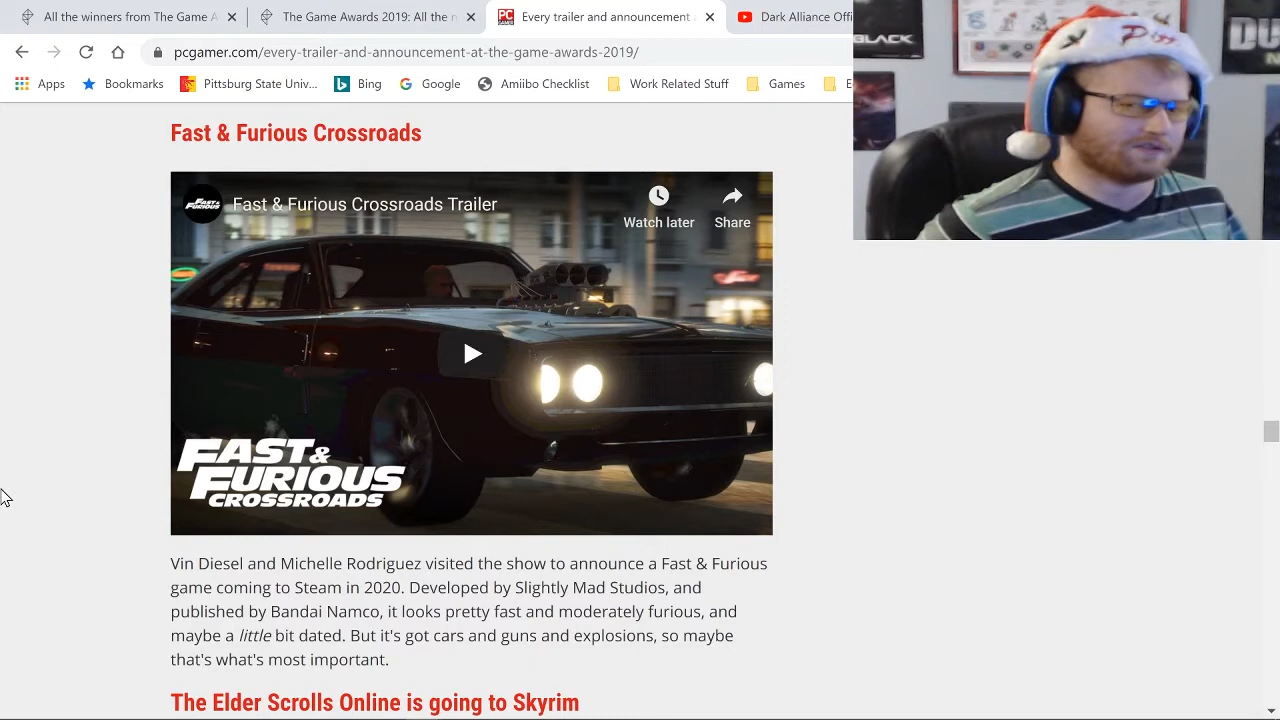 All the winners from The Game A
The Game Awards 2019: All the n
Every trailer and announcement
Dark Alliance Offi
pcgamer.com/every-trailer-and-announcement-at-the-game-awards-2019/
Apps
Bookmark
Pittsburg State Univ...
Bing
Google
Amiibo Checklist
Work Related Stuff
Games
E
BLACK
DU
Fast & Furious Crossroads
FAST & FURIOUS
Fast & Furious Crossroads Trailer
Watch later
Share
FAST &
FURIOUS
CROSSROADS
Vin Diesel and Michelle Rodriguez visited the show to announce a Fast & Furious
game coming to Steam in 2020. Developed by Slightly Mad Studios, and
published by Bandai Namco, it looks pretty fast and moderately furious, and
maybe a little bit dated. But it's got cars and guns and explosions, so maybe
that's what's most important.
The Elder Scrolls Online is going to Skyrim